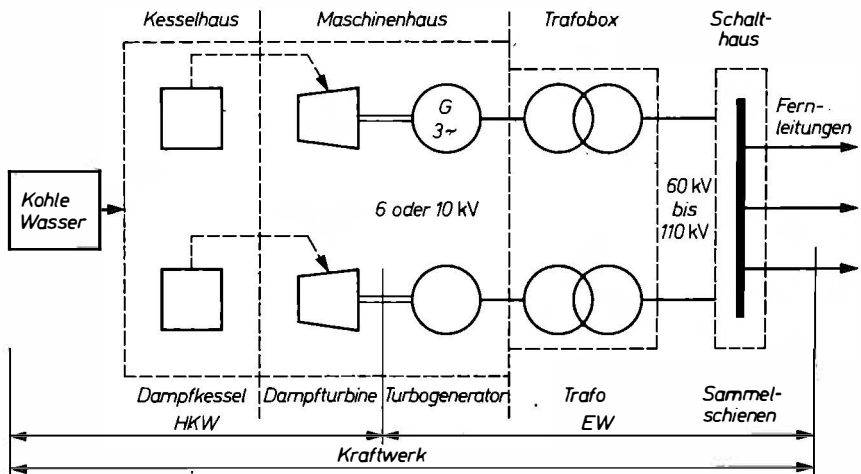 Kesselhaus
Maschinenhaus
Trafobox
Schalt-
haus
G
3~
Fern-
leitungen
Kohle
Wasser
6 oder 10 kV
60 kV
bis
110 kV
Dampfkessel
Dampfturbine
Turbogenerator
Trafo
Sammel-
schienen
HKW
EW
Kraftwerk